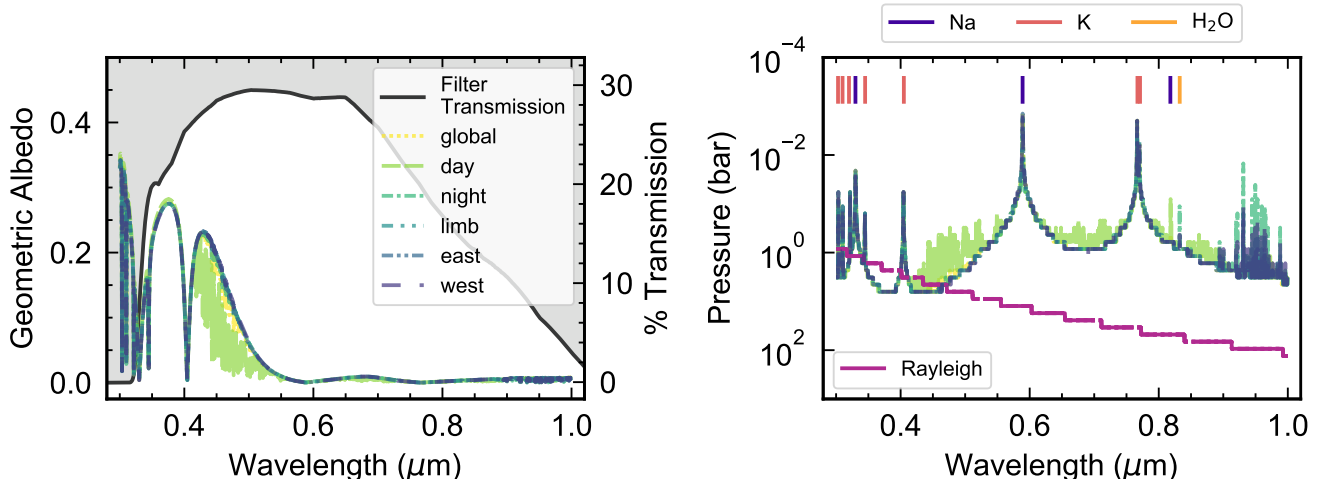 Geometric Albedo
0.4
0.2
0.0
0.4
0.6
0.8
1.0
Wavelength (μm)
30
20
10
0
% Transmission
Filter
Transmission
global
day
night
limb
east
west
Na
K
H₂O
Pressure (bar)
10⁻⁴
10⁻²
10⁰
10²
Rayleigh
0.4
0.6
0.8
1.0
Wavelength (μm)